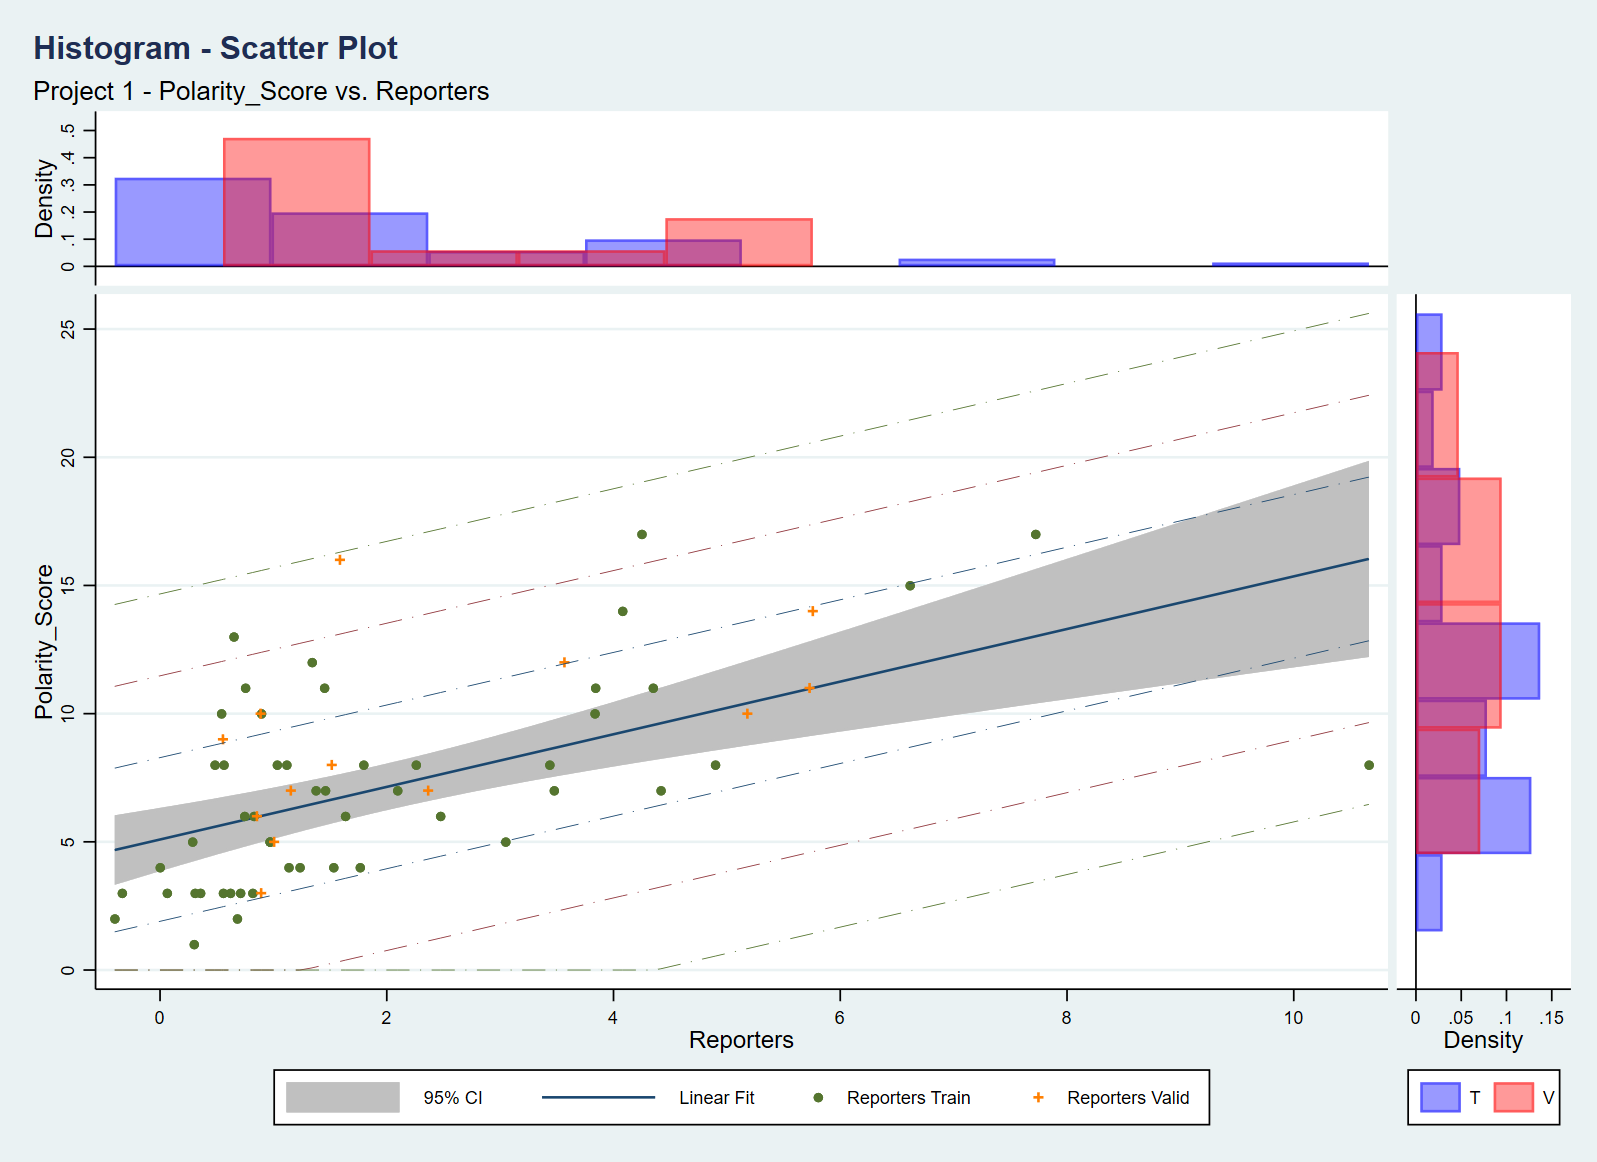 Histogram - Scatter Plot
Project 1 - Polarity_Score vs. Reporters
Density
.5
.4
.3
.2
.1
0
Polarity_Score
25
20
15
10
5
0
0 2 4 6 8 10
Reporters
0 .05 .1 .15
Density
95% CI Linear Fit Reporters Train Reporters Valid
T V